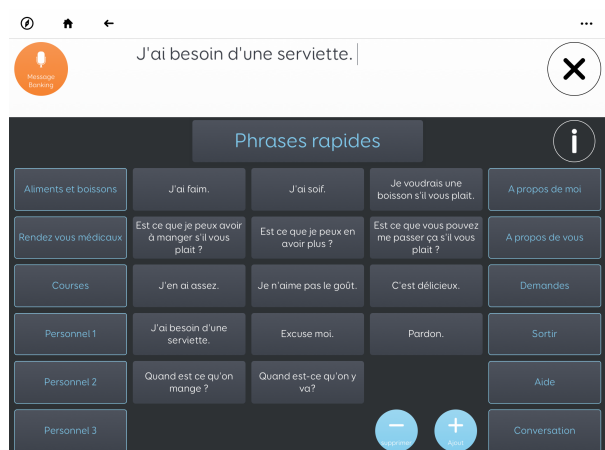 Message
Banking
J'ai besoin d'une serviette.
Phrases rapides
i
Aliments et boissons
J'ai faim.
J'ai soif.
Je voudrais une
boisson s'il vous plait.
A propos de moi
Rendez vous médicaux
Est ce que je peux avoir
à manger s'il vous
plait ?
Est ce que je peux en
avoir plus ?
Est ce que vous pouvez
me passer ça s'il vous
plait ?
A propos de vous
Courses
J'en ai assez.
Je n'aime pas le goût.
C'est délicieux.
Demandes
Personnel 1
J'ai besoin d'une
serviette.
Excuse moi.
Pardon.
Sortir
Personnel 2
Quand est ce qu'on
mange ?
Quand est-ce qu'on y
va?
Aide
Personnel 3
supprimer
Ajout
Conversation